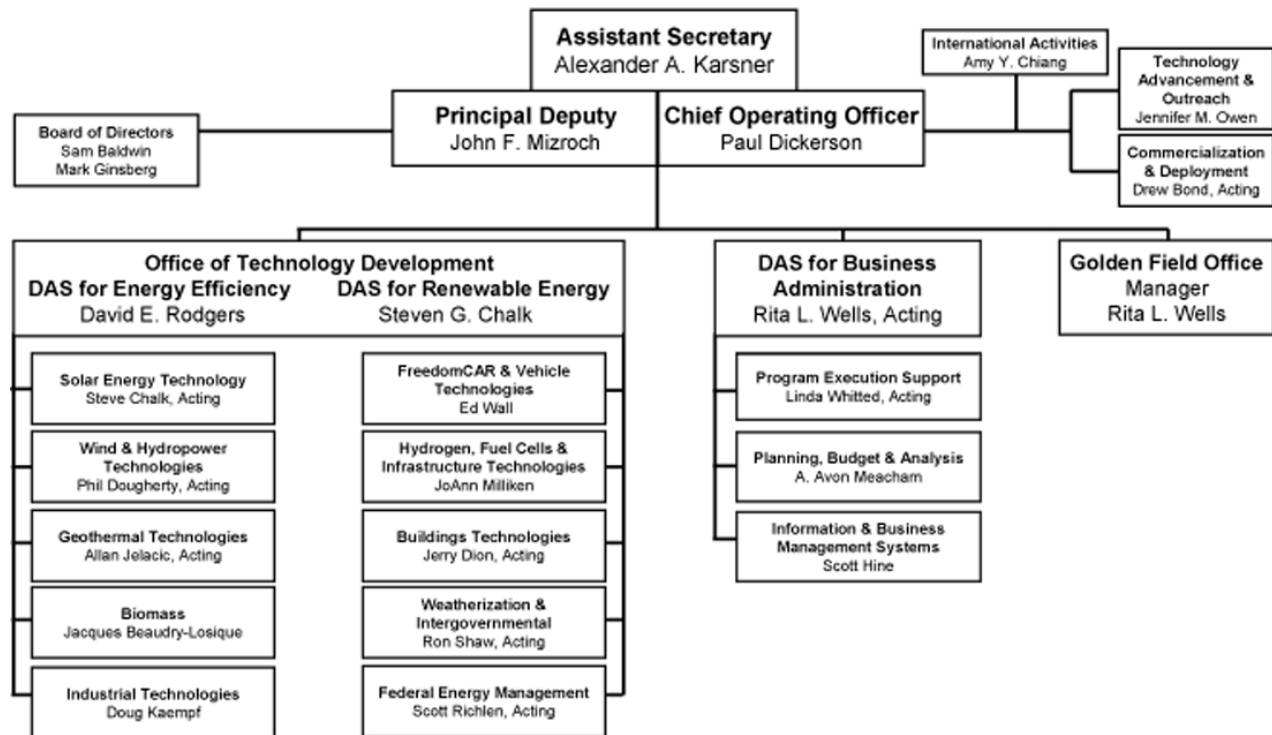 Assistant Secretary
Alexander A. Karsner
International Activities
Amy Y. Chiang
Technology
Advancement &
Outreach
Jennifer M. Owen
Principal Deputy
John F. Mizroch
Chief Operating Officer
Paul Dickerson
Board of Directors
Sam Baldwin
Mark Ginsberg
Commercialization
& Deployment
Drew Bond, Acting
Office of Technology Development
DAS for Energy Efficiency
David E. Rodgers
DAS for Renewable Energy
Steven G. Chalk
DAS for Business
Administration
Rita L. Wells, Acting
Golden Field Office
Manager
Rita L. Wells
Solar Energy Technology
Steve Chalk, Acting
Wind & Hydropower
Technologies
Phil Dougherty, Acting
Geothermal Technologies
Allan Jelacic, Acting
Biomass
Jacques Beaudry-Losique
Industrial Technologies
Doug Kaempf
FreedomCAR & Vehicle
Technologies
Ed Wall
Hydrogen, Fuel Cells &
Infrastructure Technologies
JoAnn Milliken
Buildings Technologies
Jerry Dion, Acting
Weatherization &
Intergovernmental
Ron Shaw, Acting
Federal Energy Management
Scott Richlen, Acting
Program Execution Support
Linda Whitted, Acting
Planning, Budget & Analysis
A. Avon Meacham
Information & Business
Management Systems
Scott Hine